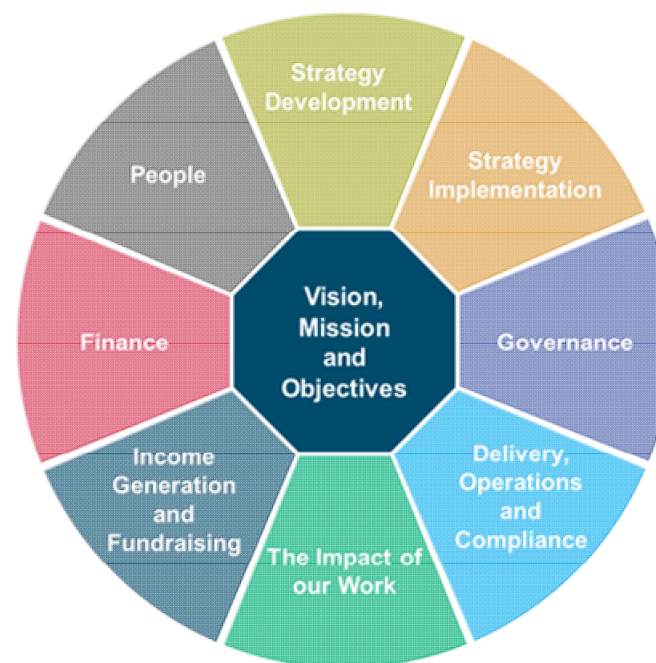 Strategy
Development
Strategy
Implementation
Governance
Delivery,
Operations
and
Compliance
The Impact of
our Work
Income
Generation
and
Fundraising
Finance
People
Vision,
Mission
and
Objectives